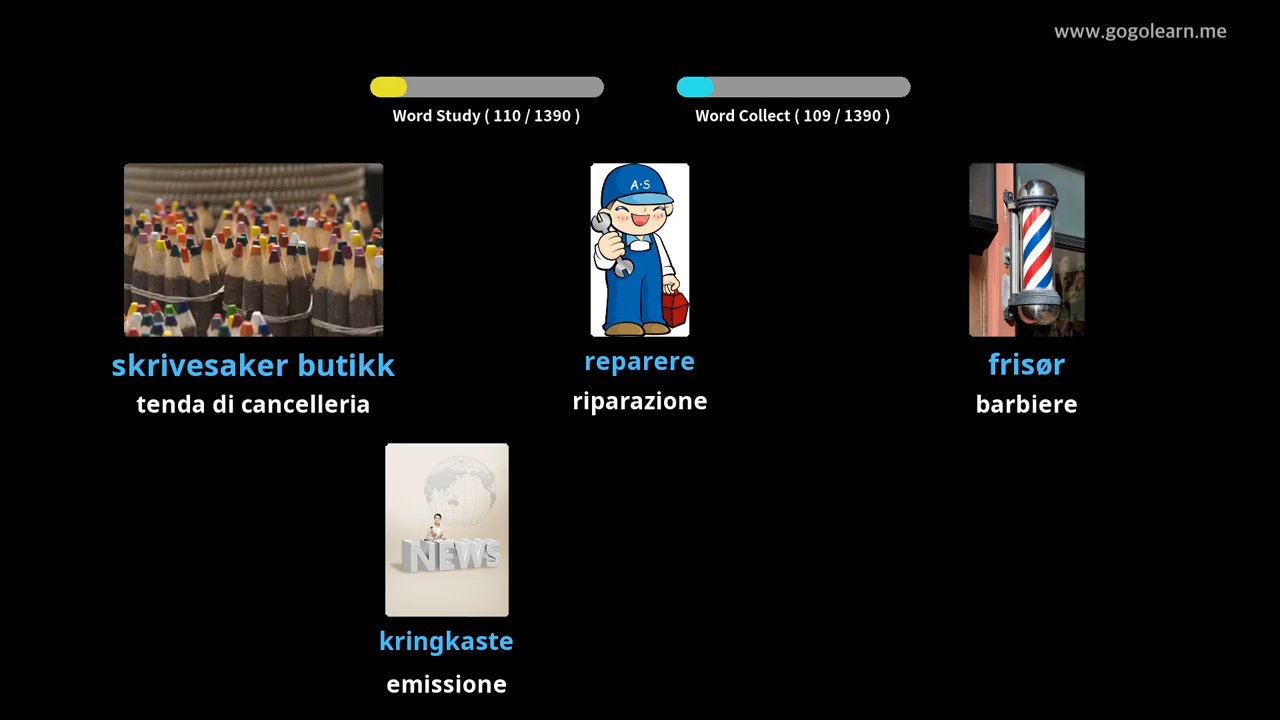 www.gogolearn.me
Word Study ( 110 / 1390 )
Word Collect ( 109 / 1390 )
A·S
skrivesaker butikk
reparere
frisør
tenda di cancelleria
riparazione
barbiere
NEWS
kringkaste
emissione